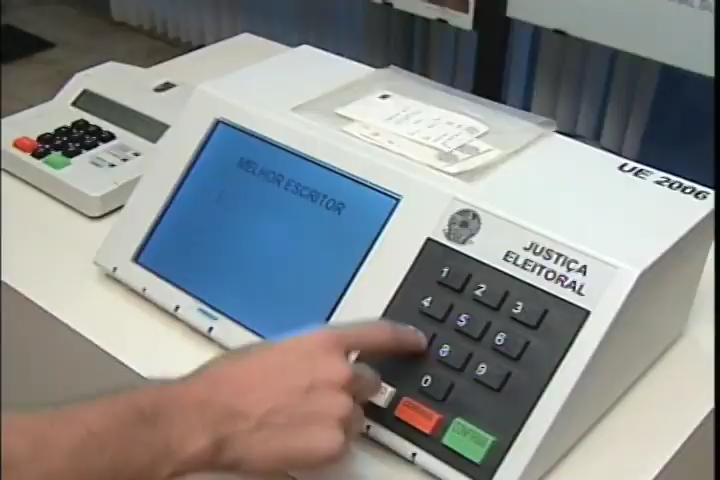 MELHOR ESCRITOR
UE 2006
JUSTIÇA
ELEITORAL
1 2 3
4 5 6
8 9
0
CONFIRMA